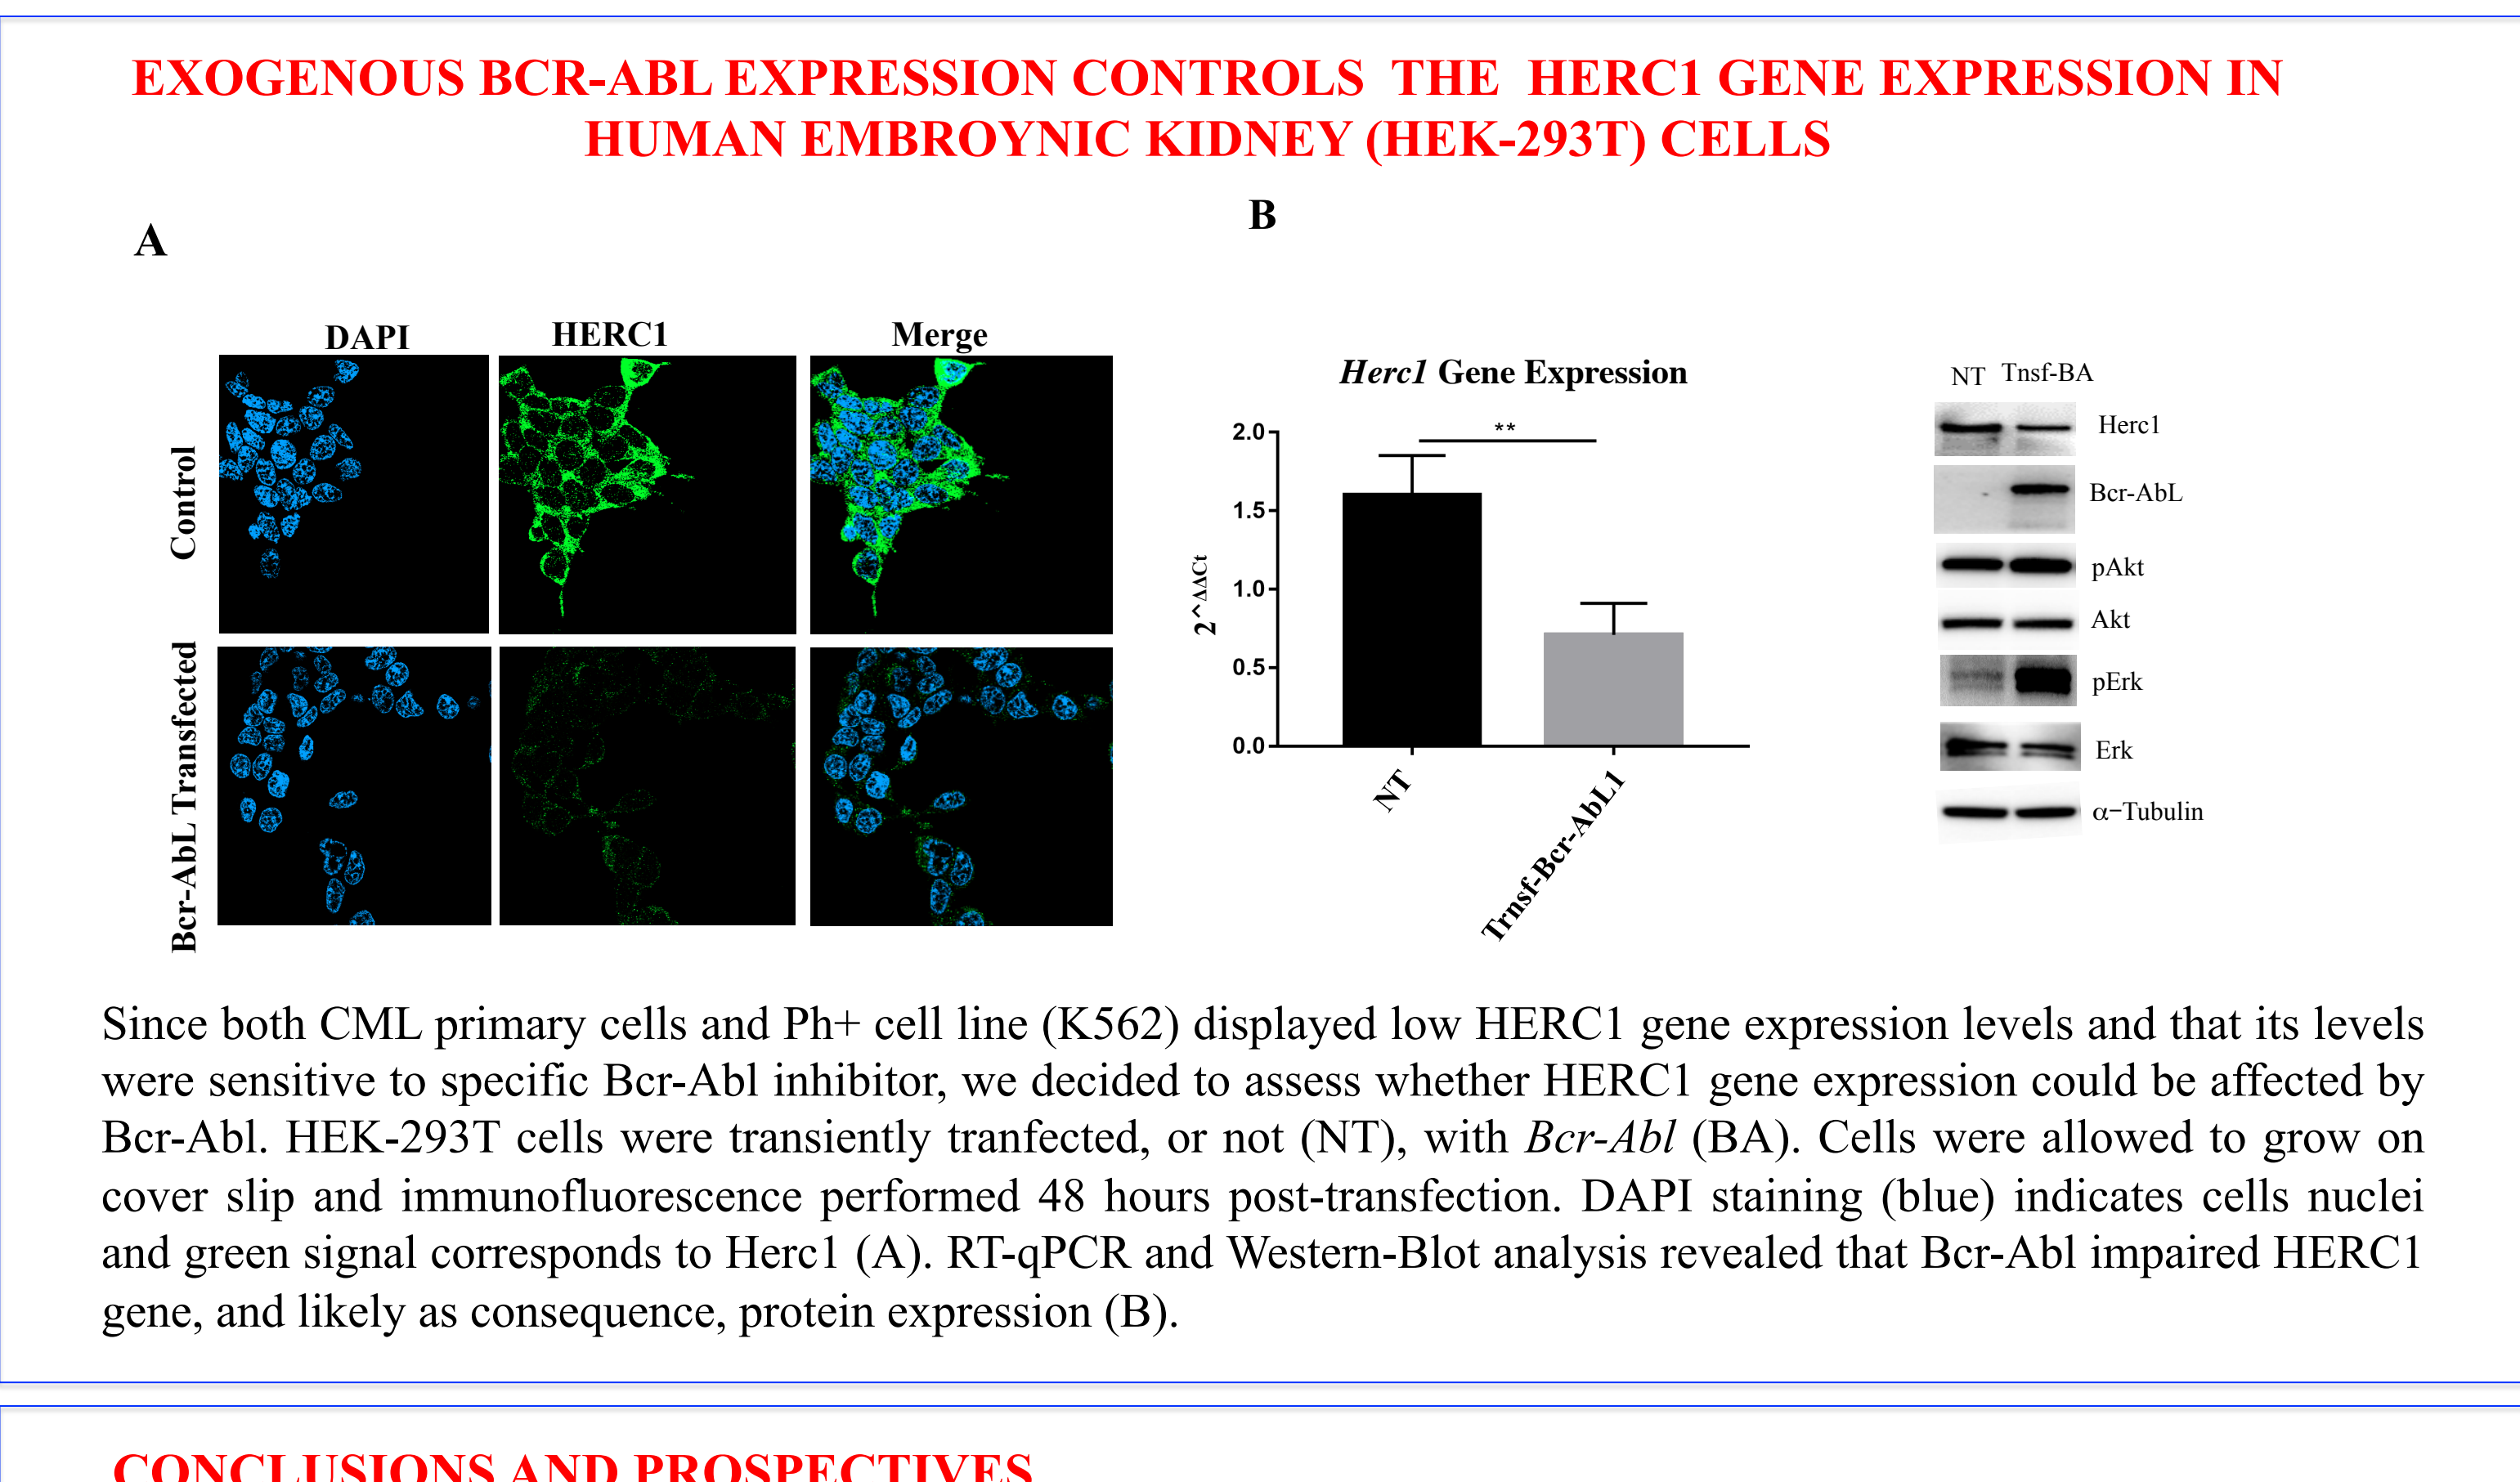 EXOGENOUS BCR-ABL EXPRESSION CONTROLS THE HERC1 GENE EXPRESSION IN
HUMAN EMBROYNIC KIDNEY (HEK-293T) CELLS
A
B
DAPI
HERC1
Merge
Control
Bcr-AbL Transfected
Herc1 Gene Expression
**
2.0
1.5
1.0
0.5
0.0
2^ΔΔCt
NT
Trnsf-Bcr-AbL1
NT Tnsf-BA
Herc1
Bcr-AbL
pAkt
Akt
pErk
Erk
α-Tubulin
Since both CML primary cells and Ph+ cell line (K562) displayed low HERC1 gene expression levels and that its levels
were sensitive to specific Bcr-Abl inhibitor, we decided to assess whether HERC1 gene expression could be affected by
Bcr-Abl. HEK-293T cells were transiently tranfected, or not (NT), with Bcr-Abl (BA). Cells were allowed to grow on
cover slip and immunofluorescence performed 48 hours post-transfection. DAPI staining (blue) indicates cells nuclei
and green signal corresponds to Herc1 (A). RT-qPCR and Western-Blot analysis revealed that Bcr-Abl impaired HERC1
gene, and likely as consequence, protein expression (B).
CONCLUSIONS AND PROSPECTIVES